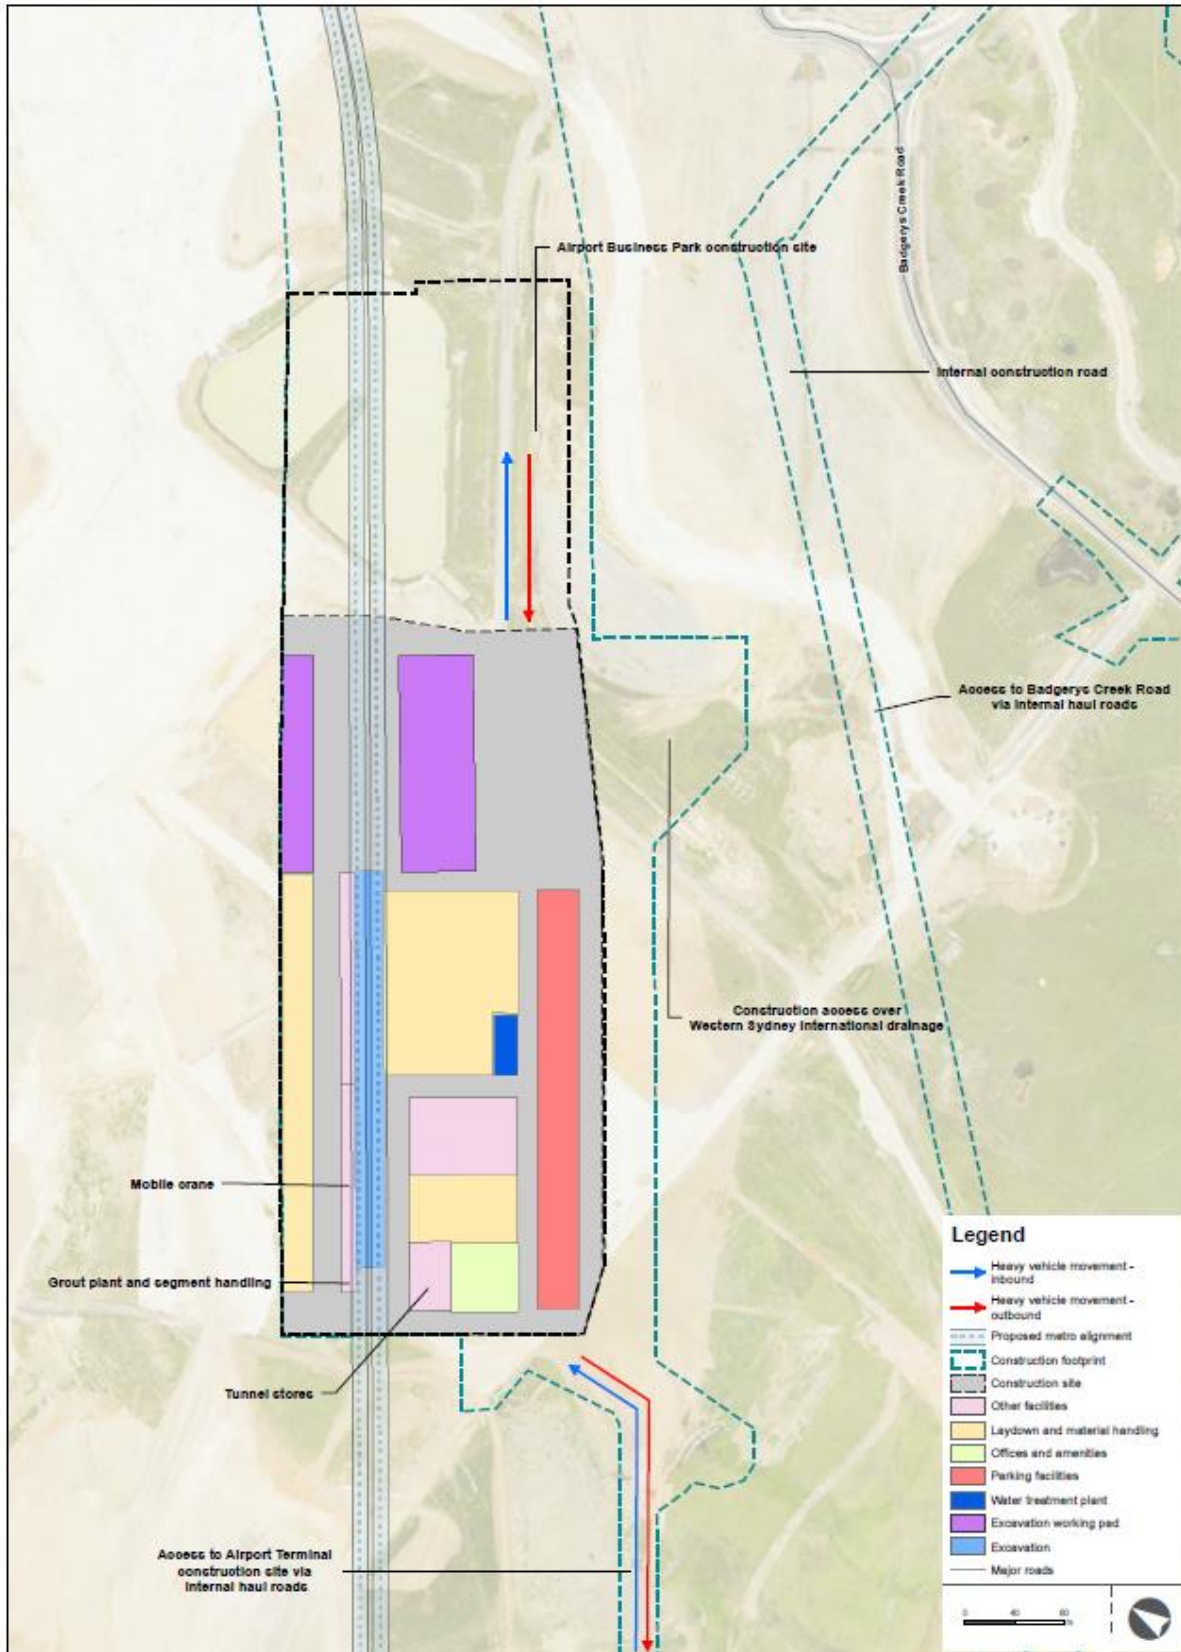 Badgerys Creek Road
Airport Business Park construction site
Internal construction road
Access to Badgerys Creek Road
via internal haul roads
Construction access over
Western Sydney International drainage
Mobile crane
Grout plant and segment handling
Tunnel stores
Access to Airport Terminal
construction site via
internal haul roads
Legend
Heavy vehicle movement -
inbound
Heavy vehicle movement -
outbound
Proposed metro alignment
Construction footprint
Construction site
Other facilities
Laydown and material handling
Offices and amenities
Parking facilities
Water treatment plant
Excavation working pad
Excavation
Major roads
0 40 80